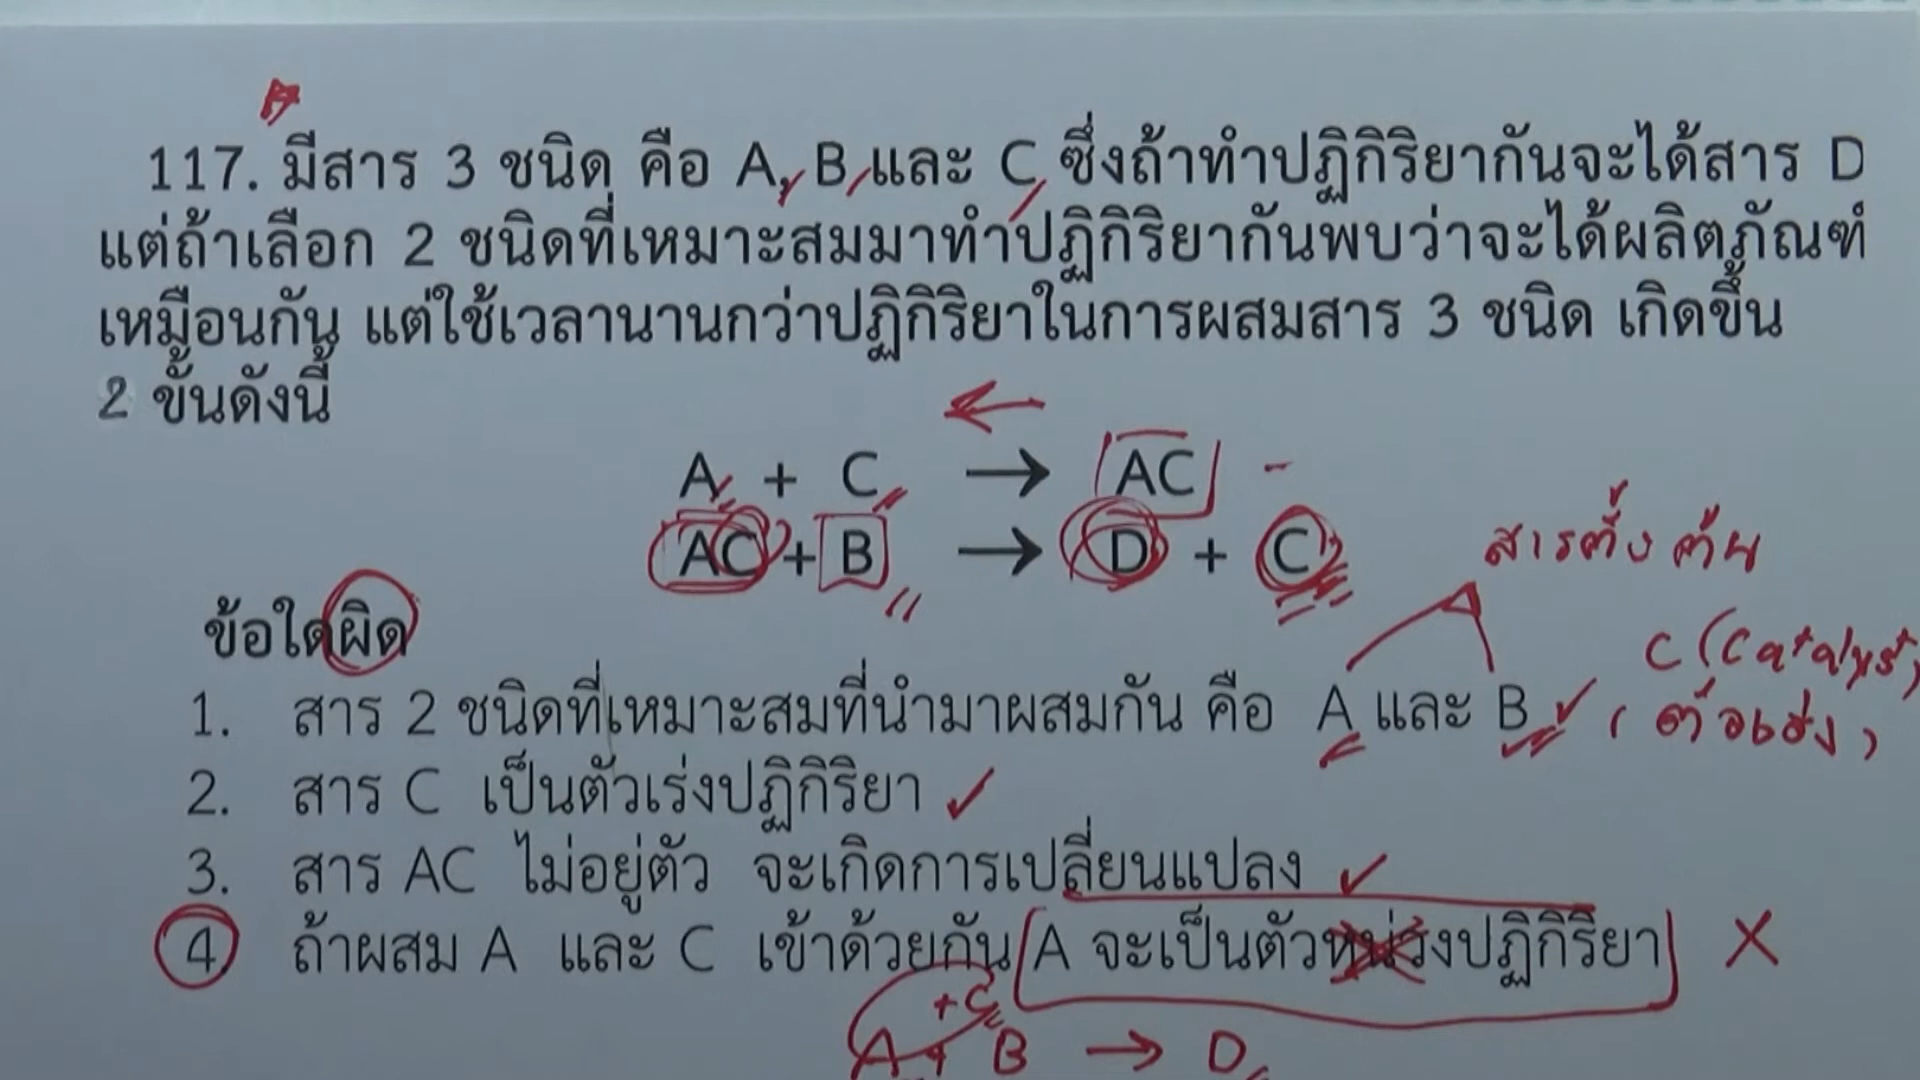 117. มีสาร 3 ชนิด คือ A, B และ C ซึ่งถ้าทำปฏิกิริยากันจะได้สาร D
แต่ถ้าเลือก 2 ชนิดที่เหมาะสมมาทำปฏิกิริยากันพบว่าจะได้ผลิตภัณฑ์
เหมือนกัน แต่ใช้เวลานานกว่าปฏิกิริยาในการผสมสาร 3 ชนิด เกิดขึ้น
2 ขั้นดังนี้
←
A + C → AC
AC + B → D + C
สารตั้งต้น
ข้อใดผิด
C (Catalyst)
1. สาร 2 ชนิดที่เหมาะสมที่นำมาผสมกัน คือ A และ B ✓ (ตัวเร่ง)
2. สาร C เป็นตัวเร่งปฏิกิริยา ✓
3. สาร AC ไม่อยู่ตัว จะเกิดการเปลี่ยนแปลง ✓
4. ถ้าผสม A และ C เข้าด้วยกัน A จะเป็นตัวหน่วงปฏิกิริยา ✗
+ C
A + B → D